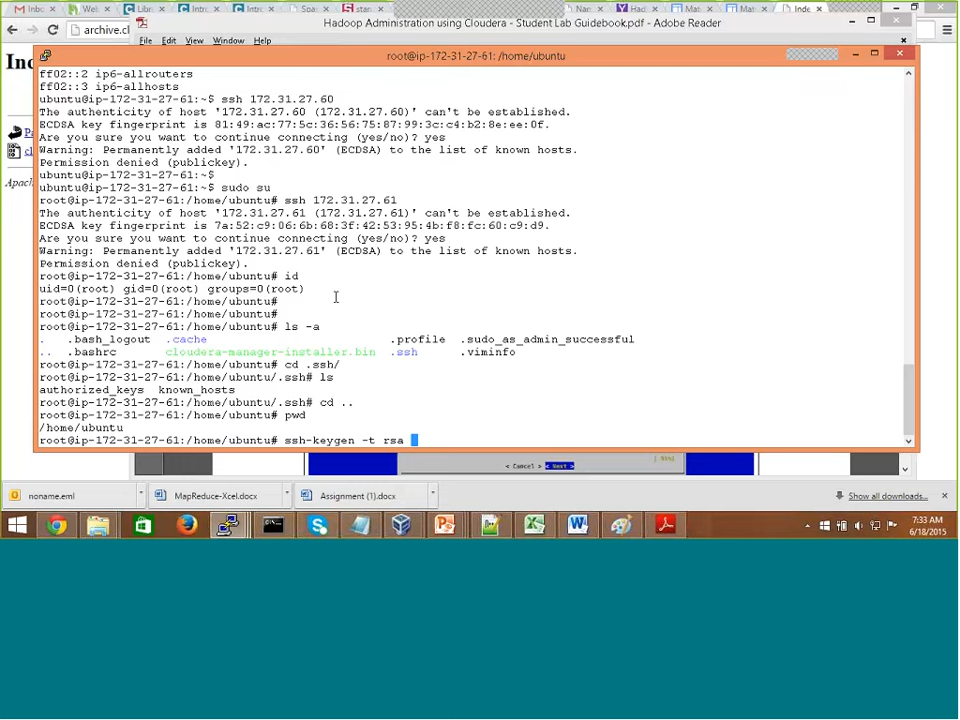 Inbo
Wel
Libr
Intro
Intro
Spa
stan
Nan
Had
Mat
Mat
Inde
archive.cl
Hadoop Administration using Cloudera - Student Lab Guidebook.pdf - Adobe Reader
File Edit View Window Help
root@ip-172-31-27-61: /home/ubuntu
ff02::2 ip6-allrouters
ff02::3 ip6-allhosts
ubuntu@ip-172-31-27-61:~$ ssh 172.31.27.60
The authenticity of host '172.31.27.60 (172.31.27.60)' can't be established.
ECDSA key fingerprint is 81:49:ac:77:5c:36:56:75:87:99:3c:c4:b2:8e:ee:0f.
Are you sure you want to continue connecting (yes/no)? yes
Warning: Permanently added '172.31.27.60' (ECDSA) to the list of known hosts.
Permission denied (publickey).
ubuntu@ip-172-31-27-61:~$
ubuntu@ip-172-31-27-61:~$ sudo su
root@ip-172-31-27-61:/home/ubuntu# ssh 172.31.27.61
The authenticity of host '172.31.27.61 (172.31.27.61)' can't be established.
ECDSA key fingerprint is 7a:52:c9:06:6b:68:3f:42:53:95:4b:f8:fc:60:c9:d9.
Are you sure you want to continue connecting (yes/no)? yes
Warning: Permanently added '172.31.27.61' (ECDSA) to the list of known hosts.
Permission denied (publickey).
root@ip-172-31-27-61:/home/ubuntu# id
uid=0(root) gid=0(root) groups=0(root)
root@ip-172-31-27-61:/home/ubuntu#
root@ip-172-31-27-61:/home/ubuntu#
root@ip-172-31-27-61:/home/ubuntu# ls -a
. .bash_logout .cache .profile .sudo_as_admin_successful
.. .bashrc cloudera-manager-installer.bin .ssh .viminfo
root@ip-172-31-27-61:/home/ubuntu# cd .ssh/
root@ip-172-31-27-61:/home/ubuntu/.ssh# ls
authorized_keys known_hosts
root@ip-172-31-27-61:/home/ubuntu/.ssh# cd ..
root@ip-172-31-27-61:/home/ubuntu# pwd
/home/ubuntu
root@ip-172-31-27-61:/home/ubuntu# ssh-keygen -t rsa
< Cancel > < Next >
noname.eml MapReduce-Xcel.docx Assignment (1).docx Show all downloads...
7:33 AM
6/18/2015